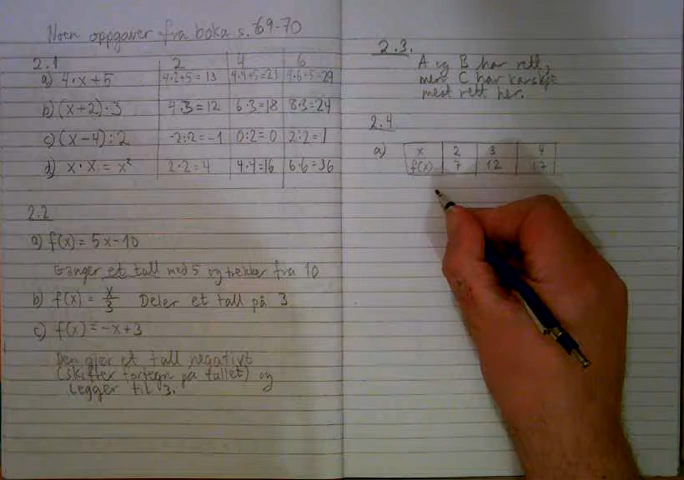 Noen oppgaver fra boka s. 69-70
2.1 2 4 6
a) 4·x+5 4·2+5=13 4·4+5=21 4·6+5=29
b) (x+2)·3 4·3=12 6·3=18 8·3=24
c) (x-4):2 -2:2=-1 0:2=0 2:2=1
d) x·x=x² 2·2=4 4·4=16 6·6=36
2.2
a) f(x)=5x-10
Ganger et tall med 5 og trekker fra 10
b) f(x)=x/3 Deler et tall på 3
c) f(x)=-x+3
Den gjør et tall negativt
(skifter fortegn på tallet) og
legger til 3.
2.3.
A og B har rett,
men C har kanskje
mest rett her.
2.4
a) x 2 3 4
f(x) 7 12 17